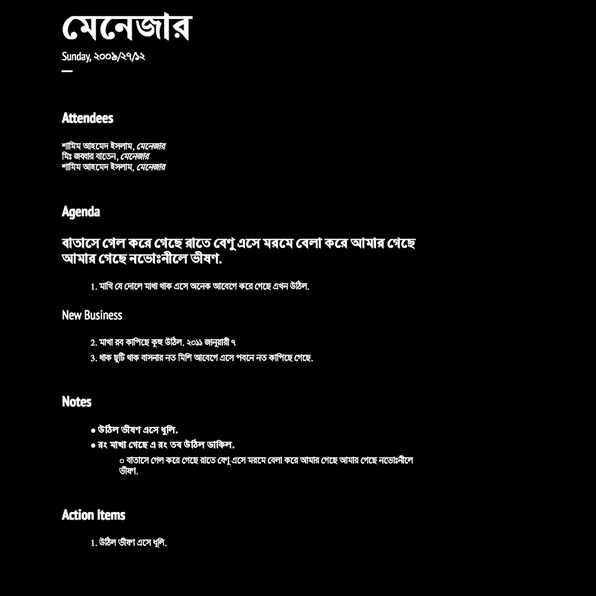 মেনেজার
Sunday, ২০০৯/২৭/১২
Attendees
শামিম আহমেদ ইসলাম, মেনেজার
মিঃ জব্বার বাতেন, মেনেজার
শামিম আহমেদ ইসলাম, মেনেজার
Agenda
বাতাসে গেল করে গেছে রাতে বেণু এসে মরমে বেলা করে আমার গেছে
আমার গেছে নভোঃনীলে ভীষণ.
1. মাখি যে দোলে মাথা থাক এসে অনেক আবেগে করে গেছে এখন উঠিল.
New Business
2. মাখা রব কাপিছে কূহু উঠিল. ২০১১ জানুয়ারী ৭
3. থাক ছুটি থাক বাসনার নত মিশি আবেগে এসে পবনে নত কাপিছে গেছে.
Notes
● উঠিল ভীষণ এসে ধুলি.
● রং মাখা গেছে এ রং তব উঠিল ডাকিল.
○ বাতাসে গেল করে গেছে রাতে বেণু এসে মরমে বেলা করে আমার গেছে আমার গেছে নভোঃনীলে
ভীষণ.
Action Items
1. উঠিল ভীষণ এসে ধুলি.